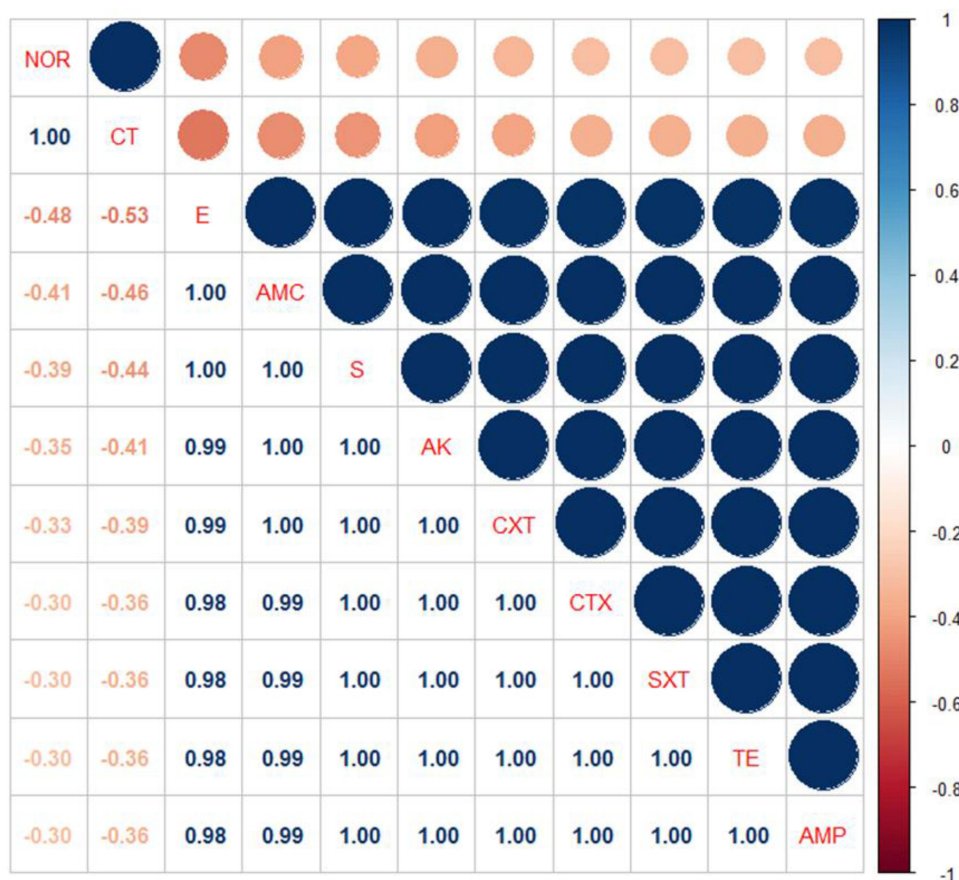 NOR
1.00 CT
-0.48 -0.53 E
-0.41 -0.46 1.00 AMC
-0.39 -0.44 1.00 1.00 S
-0.35 -0.41 0.99 1.00 1.00 AK
-0.33 -0.39 0.99 1.00 1.00 1.00 CXT
-0.30 -0.36 0.98 0.99 1.00 1.00 1.00 CTX
-0.30 -0.36 0.98 0.99 1.00 1.00 1.00 1.00 SXT
-0.30 -0.36 0.98 0.99 1.00 1.00 1.00 1.00 1.00 TE
-0.30 -0.36 0.98 0.99 1.00 1.00 1.00 1.00 1.00 1.00 AMP
1
0.8
0.6
0.4
0.2
0
-0.2
-0.4
-0.6
-0.8
-1